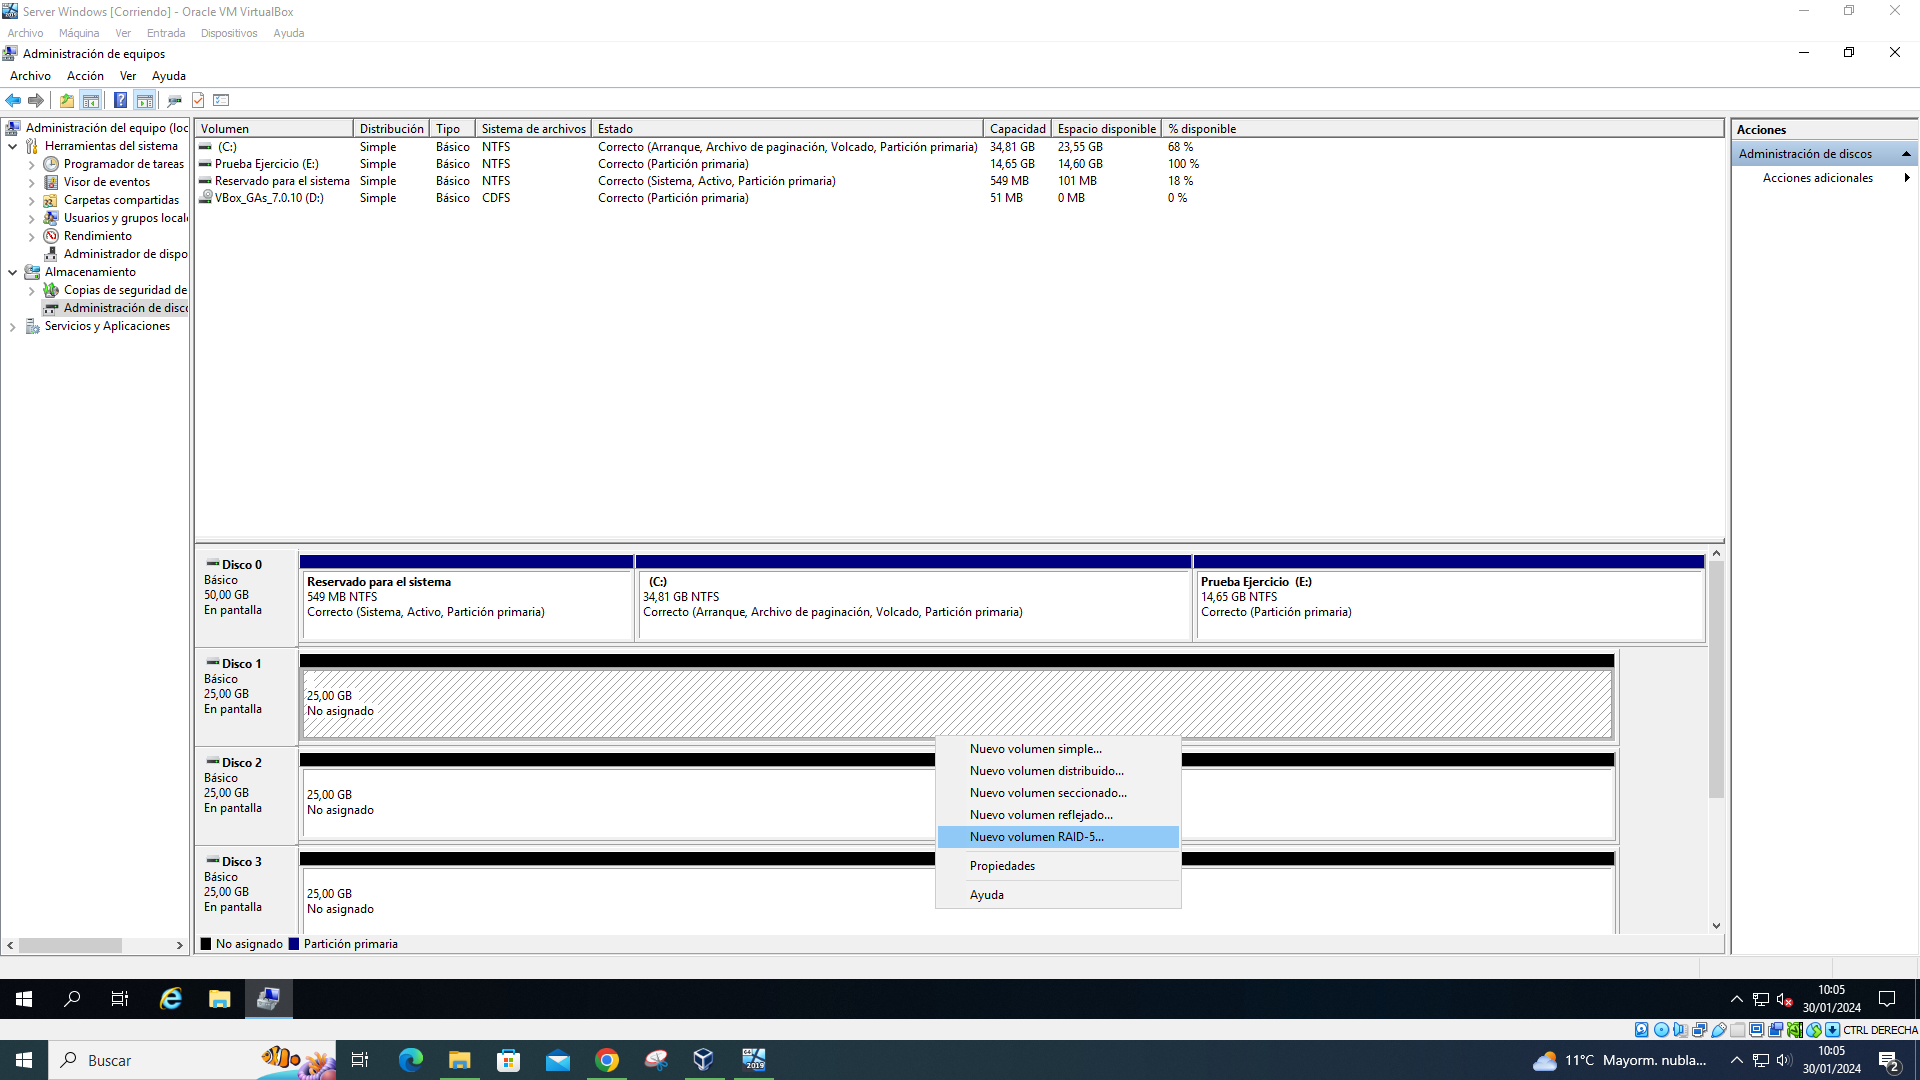 Server Windows [Corriendo] - Oracle VM VirtualBox
Archivo Máquina Ver Entrada Dispositivos Ayuda
Administración de equipos
Archivo Acción Ver Ayuda
Administración del equipo (loc
Herramientas del sistema
Programador de tareas
Visor de eventos
Carpetas compartidas
Usuarios y grupos local
Rendimiento
Administrador de dispo
Almacenamiento
Copias de seguridad de
Administración de disco
Servicios y Aplicaciones
Volumen Distribución Tipo Sistema de archivos Estado Capacidad Espacio disponible % disponible
(C:) Simple Básico NTFS Correcto (Arranque, Archivo de paginación, Volcado, Partición primaria) 34,81 GB 23,55 GB 68 %
Prueba Ejercicio (E:) Simple Básico NTFS Correcto (Partición primaria) 14,65 GB 14,60 GB 100 %
Reservado para el sistema Simple Básico NTFS Correcto (Sistema, Activo, Partición primaria) 549 MB 101 MB 18 %
VBox_GAs_7.0.10 (D:) Simple Básico CDFS Correcto (Partición primaria) 51 MB 0 MB 0 %
Acciones
Administración de discos
Acciones adicionales
Disco 0
Básico
50,00 GB
En pantalla
Reservado para el sistema
549 MB NTFS
Correcto (Sistema, Activo, Partición primaria)
(C:)
34,81 GB NTFS
Correcto (Arranque, Archivo de paginación, Volcado, Partición primaria)
Prueba Ejercicio (E:)
14,65 GB NTFS
Correcto (Partición primaria)
Disco 1
Básico
25,00 GB
En pantalla
25,00 GB
No asignado
Disco 2
Básico
25,00 GB
En pantalla
25,00 GB
No asignado
Disco 3
Básico
25,00 GB
En pantalla
25,00 GB
No asignado
Nuevo volumen simple...
Nuevo volumen distribuido...
Nuevo volumen seccionado...
Nuevo volumen reflejado...
Nuevo volumen RAID-5...
Propiedades
Ayuda
No asignado Partición primaria
10:05
30/01/2024
CTRL DERECHA
Buscar
64
2019
11°C Mayorm. nubla...
10:05
30/01/2024
2